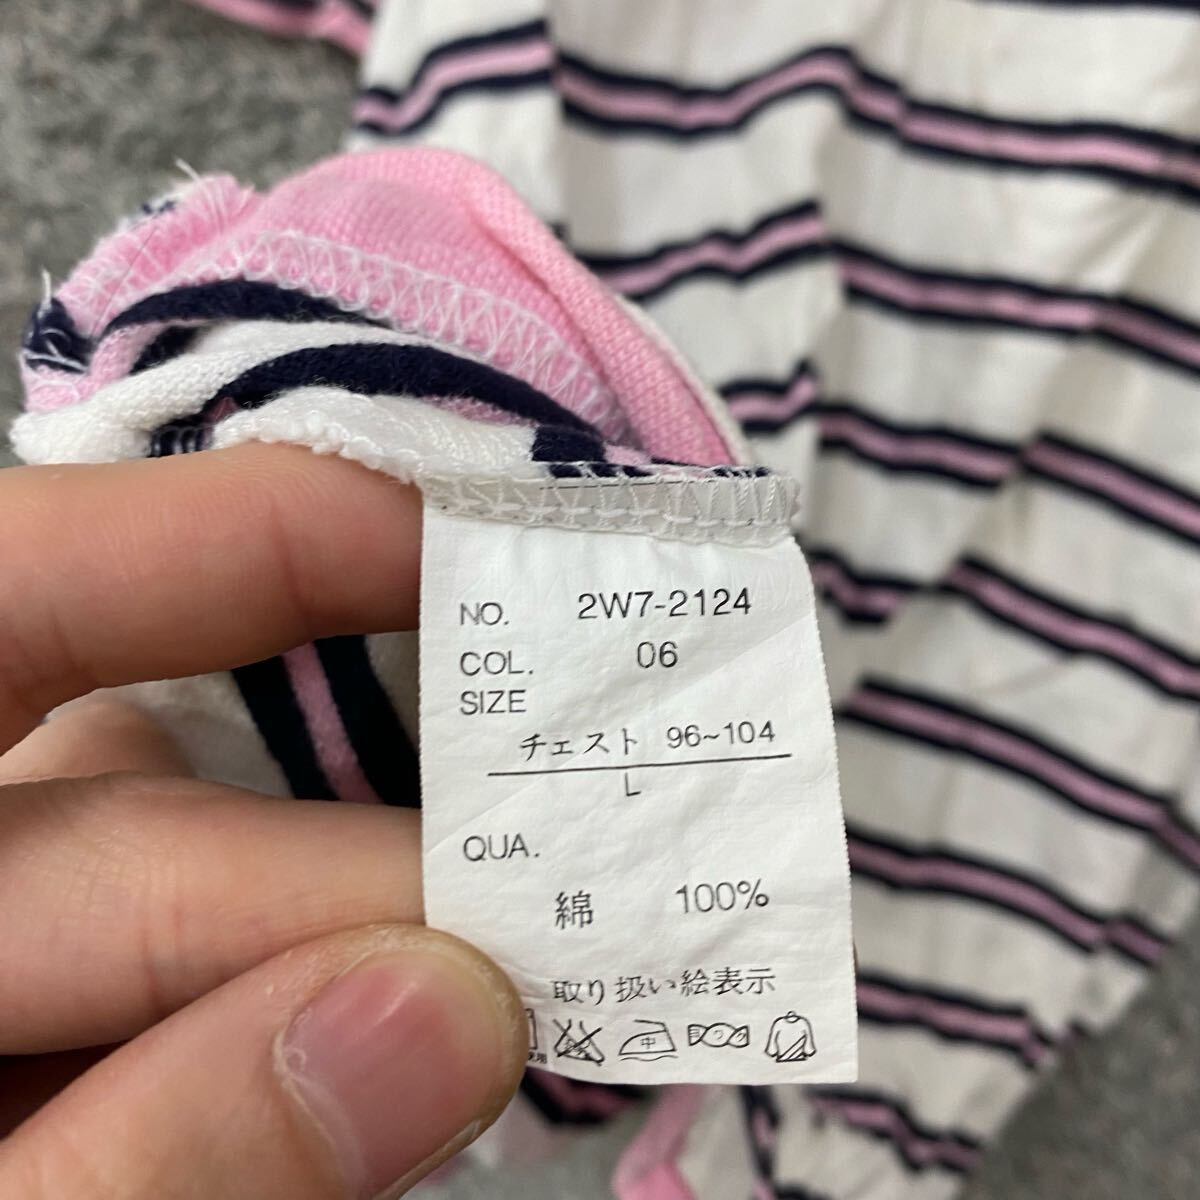 NO. 2W7-2124
COL. 06
SIZE
チェスト 96~104
L
QUA.
綿 100%
取り扱い絵表示
中